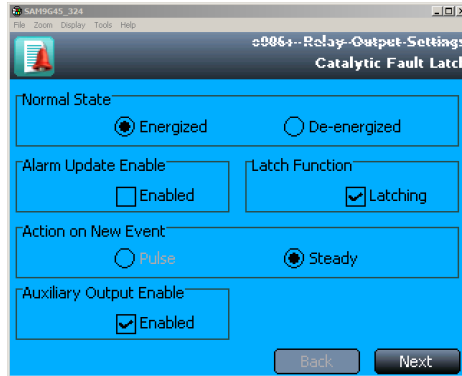 SAM9G45_324
File Zoom Display Tools Help
Relay Output Settings
Catalytic Fault Latch
Normal State
Energized De-energized
Alarm Update Enable Latch Function
Enabled Latching
Action on New Event
Pulse Steady
Auxiliary Output Enable
Enabled
Back Next